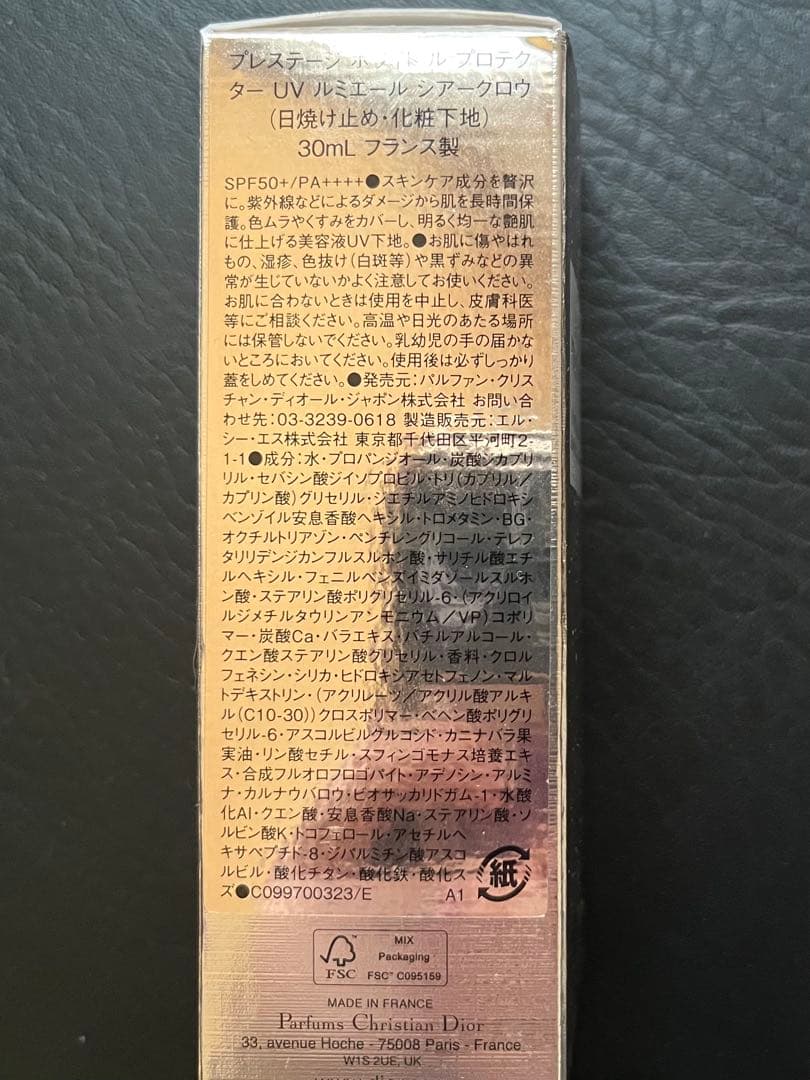 プレステージ ホワイト ル プロテク
ター UV ルミエール シアーグロウ
(日焼け止め・化粧下地)
30mL フランス製
SPF50+/PA++++●スキンケア成分を贅沢
に。紫外線などによるダメージから肌を長時間保
護。色ムラやくすみをカバーし、明るく均一な艶肌
に仕上げる美容液UV下地。●お肌に傷やはれ
もの、湿疹、色抜け(白斑等)や黒ずみなどの異
常が生じていないかよく注意してお使いください。
お肌に合わないときは使用を中止し、皮膚科医
等にご相談ください。高温や日光のあたる場所
には保管しないでください。乳幼児の手の届かな
いところにおいてください。使用後は必ずしっかり
蓋をしめてください。●発売元:パルファン・クリス
チャン・ディオール・ジャポン株式会社 お問い合
わせ先:03-3239-0618 製造販売元:エル・
シー・エス株式会社 東京都千代田区平河町2-
1-1●成分:水・プロパンジオール・炭酸ジカプリ
リル・セバシン酸ジイソプロピル・トリ(カプリル/
カプリン酸)グリセリル・ジエチルアミノヒドロキシ
ベンゾイル安息香酸ヘキシル・トロメタミン・BG・
オクチルトリアゾン・ペンチレングリコール・テレフ
タリリデンジカンフルスルホン酸・サリチル酸エチ
ルヘキシル・フェニルベンズイミダゾールスルホ
ン酸・ステアリン酸ポリグリセリル-6・(アクリロイ
ルジメチルタウリンアンモニウム/VP)コポリ
マー・炭酸Ca・バラエキス・バチルアルコール・
クエン酸ステアリン酸グリセリル・香料・クロル
フェネシン・シリカ・ヒドロキシアセトフェノン・マル
トデキストリン・(アクリレーツ/アクリル酸アルキ
ル(C10-30))クロスポリマー・ベヘン酸ポリグリ
セリル-6・アスコルビルグルコシド・カニナバラ果
実油・リン酸セチル・スフィンゴモナス培養エキ
ス・合成フルオロフロゴパイト・アデノシン・アルミ
ナ・カルナウバロウ・ビオサッカリドガム-1・水酸
化Al・クエン酸・安息香酸Na・ステアリン酸・ソ
ルビン酸K・トコフェロール・アセチルヘ
キサペプチド-8・ジパルミチン酸アスコ
ルビル・酸化チタン・酸化鉄・酸化ス
ズ●C099700323/E A1
紙
FSC
MIX
Packaging
FSC™ C095159
MADE IN FRANCE
Parfums Christian Dior
33, avenue Hoche - 75008 Paris - France
W1S 2UE, UK